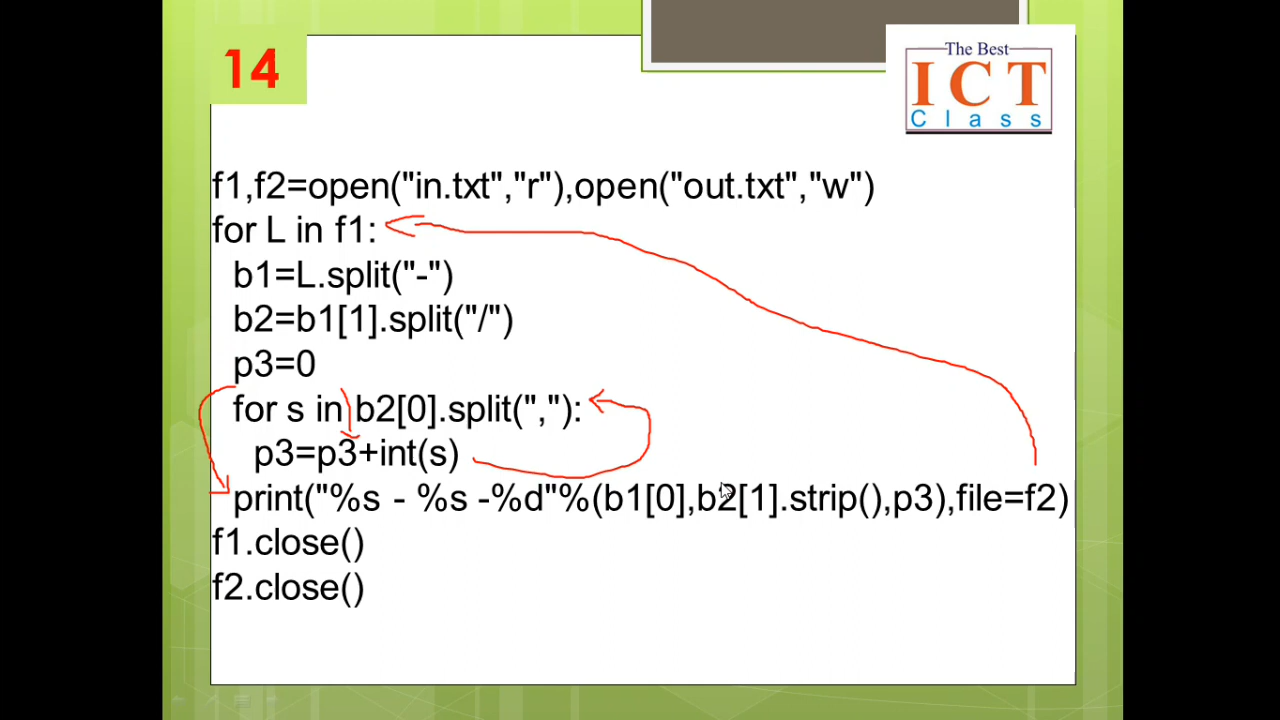 14
The Best
ICT
Class
f1,f2=open("in.txt","r"),open("out.txt","w")
for L in f1:
b1=L.split("-")
b2=b1[1].split("/")
p3=0
for s in b2[0].split(","):
p3=p3+int(s)
print("%s - %s -%d"%(b1[0],b2[1].strip(),p3),file=f2)
f1.close()
f2.close()